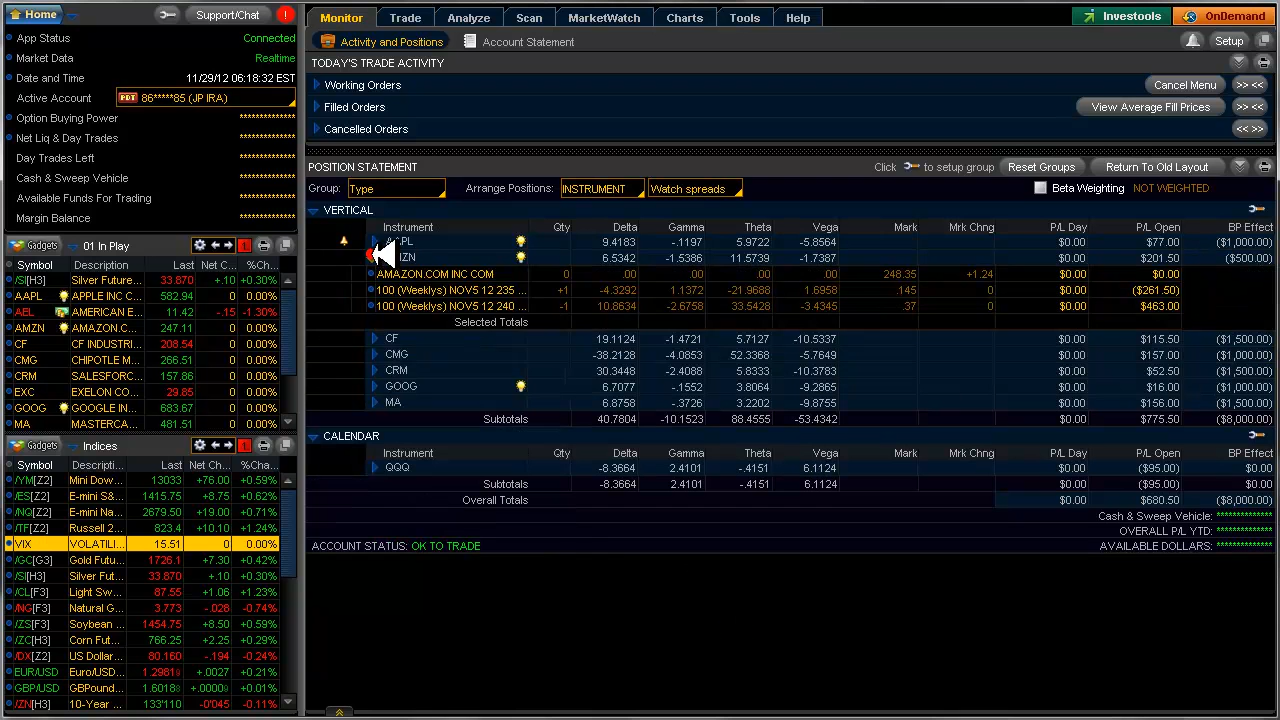 Home Support/Chat !
App Status Connected
Market Data Realtime
Date and Time 11/29/12 06:18:32 EST
Active Account PDT 86*****85 (JP IRA)
Option Buying Power **************
Net Liq & Day Trades **************
Day Trades Left **************
Cash & Sweep Vehicle **************
Available Funds For Trading **************
Margin Balance **************
Gadgets 01 In Play 1
Symbol Description Last Net C... %Ch...
/SI[H3] Silver Future... 33.870 +.10 +0.30%
AAPL APPLE INC C... 582.94 0 0.00%
AEL AMERICAN E... 11.42 -.15 -1.30%
AMZN AMAZON.C... 247.11 0 0.00%
CF CF INDUSTRI... 208.54 0 0.00%
CMG CHIPOTLE M... 266.51 0 0.00%
CRM SALESFORC... 157.86 0 0.00%
EXC EXELON CO... 29.85 0 0.00%
GOOG GOOGLE IN... 683.67 0 0.00%
MA MASTERCA... 481.51 0 0.00%
Gadgets Indices 1
Symbol Descripti... Last Net Ch... %Cha...
/YM[Z2] Mini Dow... 13033 +76.00 +0.59%
/ES[Z2] E-mini S&... 1415.75 +8.75 +0.62%
/NQ[Z2] E-mini Na... 2679.50 +19.00 +0.71%
/TF[Z2] Russell 2... 823.4 +10.10 +1.24%
VIX VOLATILI... 15.51 0 0.00%
/GC[G3] Gold Futu... 1726.1 +7.30 +0.42%
/SI[H3] Silver Fut... 33.870 +.10 +0.30%
/CL[F3] Light Sw... 87.55 +1.06 +1.23%
/NG[F3] Natural G... 3.773 -.028 -0.74%
/ZS[F3] Soybean ... 1454.75 +8.50 +0.59%
/ZC[H3] Corn Fut... 766.25 +2.25 +0.29%
/DX[Z2] US Dollar... 80.160 -.194 -0.24%
EUR/USD Euro/USD... +.0027 +0.21%
GBP/USD GBPound... +0.01%
/ZN[H3] 10-Year ... 133'110 -0'045 -0.11%
Monitor Trade Analyze Scan MarketWatch Charts Tools Help Investools OnDemand
Activity and Positions Account Statement Setup
TODAY'S TRADE ACTIVITY
Working Orders Cancel Menu >> <<
Filled Orders View Average Fill Prices >> <<
Cancelled Orders << >>
POSITION STATEMENT Click to setup group Reset Groups Return To Old Layout
Group: Type Arrange Positions: INSTRUMENT Watch spreads Beta Weighting NOT WEIGHTED
VERTICAL
Instrument Qty Delta Gamma Theta Vega Mark Mrk Chng P/L Day P/L Open BP Effect
9.4183 -.1197 5.9722 -5.8564 $0.00 $77.00 ($1,000.00)
6.5342 -1.5386 11.5739 -1.7387 $0.00 $201.50 ($500.00)
AMAZON.COM INC COM 0 .00 .00 .00 .00 248.35 +1.24 $0.00 $0.00
100 (Weeklys) NOV5 12 235 ... +1 -4.3292 1.1371 -21.9688 1.6958 .145 $0.00 ($261.50)
100 (Weeklys) NOV5 12 240 ... -1 10.8634 -2.6758 33.5428 -3.4345 .37 $0.00 $463.00
Selected Totals
CF 19.1124 -1.4721 5.7127 -10.5337 $0.00 $115.50 ($1,500.00)
CMG -38.2128 -4.0853 51.3368 -5.7649 $0.00 $157.50 ($1,000.00)
CRM 30.3448 -2.4088 3.8333 -10.3783 $0.00 $52.50 ($1,500.00)
GOOG 6.7077 -.1552 3.8064 -9.2865 $0.00 $16.00 ($1,000.00)
MA 6.8758 -.3726 3.2202 -9.8755 $0.00 $156.00 ($1,500.00)
Subtotals 40.7804 -10.1523 88.4555 -53.4342 $0.00 $775.50 ($8,000.00)
CALENDAR
Instrument Qty Delta Gamma Theta Vega Mark Mrk Chng P/L Day P/L Open BP Effect
QQQ -8.3664 2.4101 -.4151 6.1124 $0.00 ($95.00) $0.00
Subtotals -8.3664 2.4101 -.4151 6.1124 $0.00 ($95.00) $0.00
Overall Totals $0.00 $680.50 ($8,000.00)
Cash & Sweep Vehicle: **************
OVERALL P/L YTD: **************
ACCOUNT STATUS: OK TO TRADE AVAILABLE DOLLARS: **************